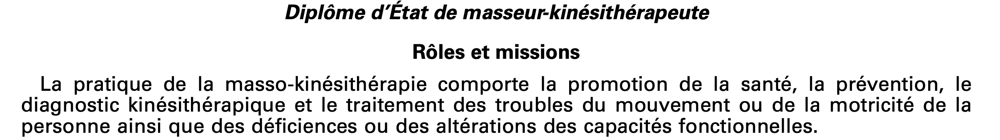 Diplôme d’État de masseur-kinésithérapeute
Rôles et missions
La pratique de la masso-kinésithérapie comporte la promotion de la santé, la prévention, le
diagnostic kinésithérapique et le traitement des troubles du mouvement ou de la motricité de la
personne ainsi que des déficiences ou des altérations des capacités fonctionnelles.